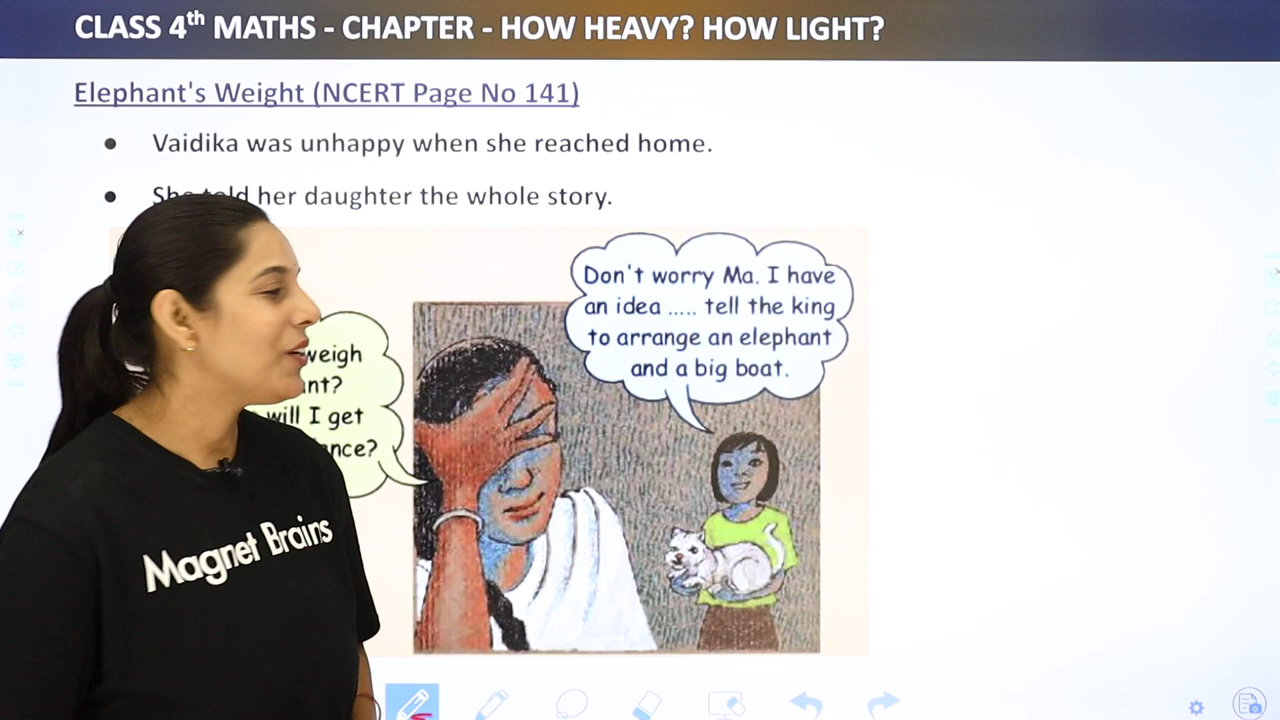 CLASS 4th MATHS - CHAPTER - HOW HEAVY? HOW LIGHT?
Elephant's Weight (NCERT Page No 141)
● Vaidika was unhappy when she reached home.
● She told her daughter the whole story.
Don't worry Ma. I have
an idea ..... tell the king
to arrange an elephant
and a big boat.
weigh
will I get
Magnet Brains